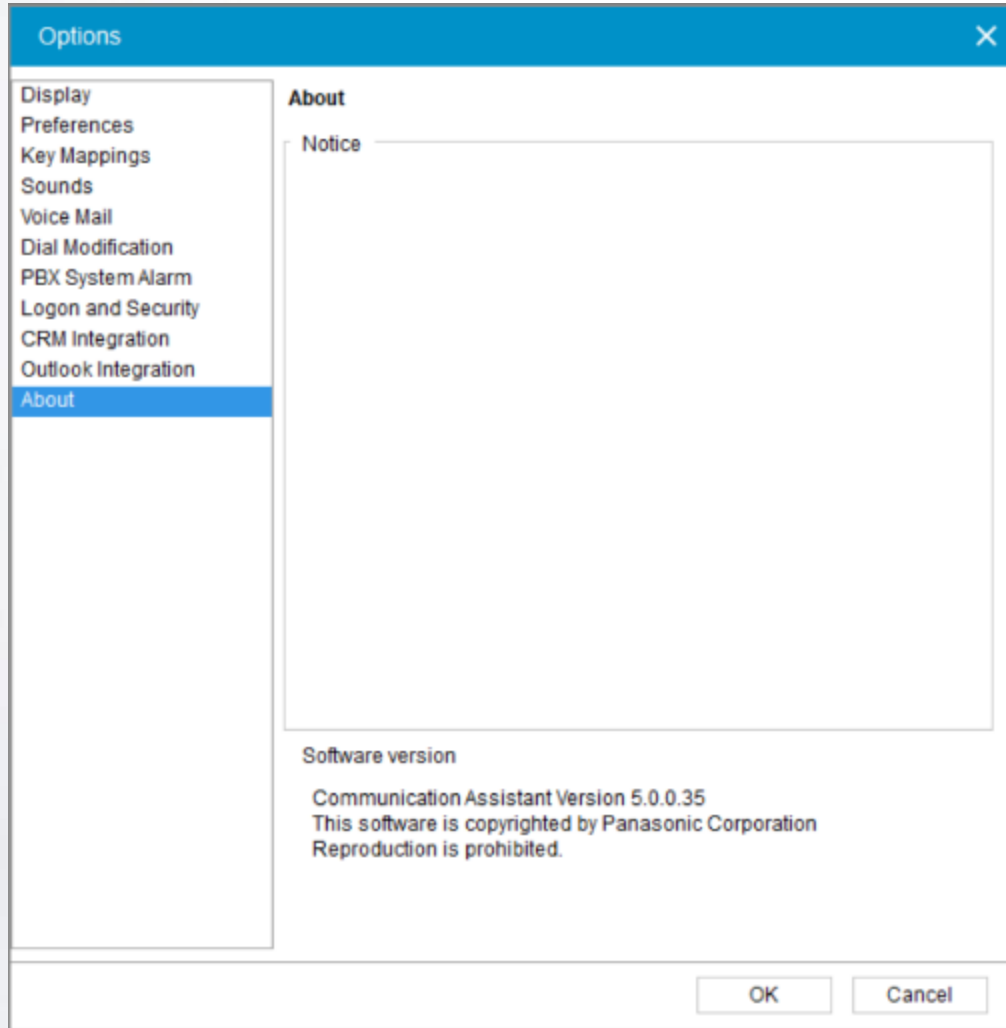 Options
Display
Preferences
Key Mappings
Sounds
Voice Mail
Dial Modification
PBX System Alarm
Logon and Security
CRM Integration
Outlook Integration
About
About
Notice
Software version
Communication Assistant Version 5.0.0.35
This software is copyrighted by Panasonic Corporation
Reproduction is prohibited.
OK
Cancel